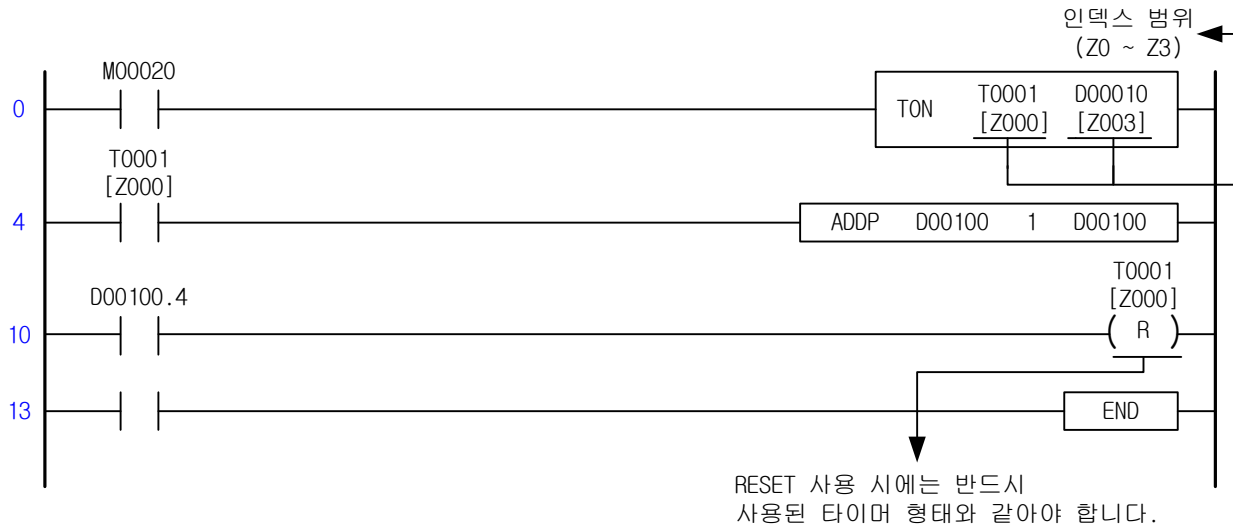 인덱스 범위
(Z0 ~ Z3)
M00020
0
TON T0001 D00010
[Z000] [Z003]
T0001
[Z000]
4
ADDP D00100 1 D00100
T0001
[Z000]
D00100.4
10
( R )
13
END
RESET 사용 시에는 반드시
사용된 타이머 형태와 같아야 합니다.